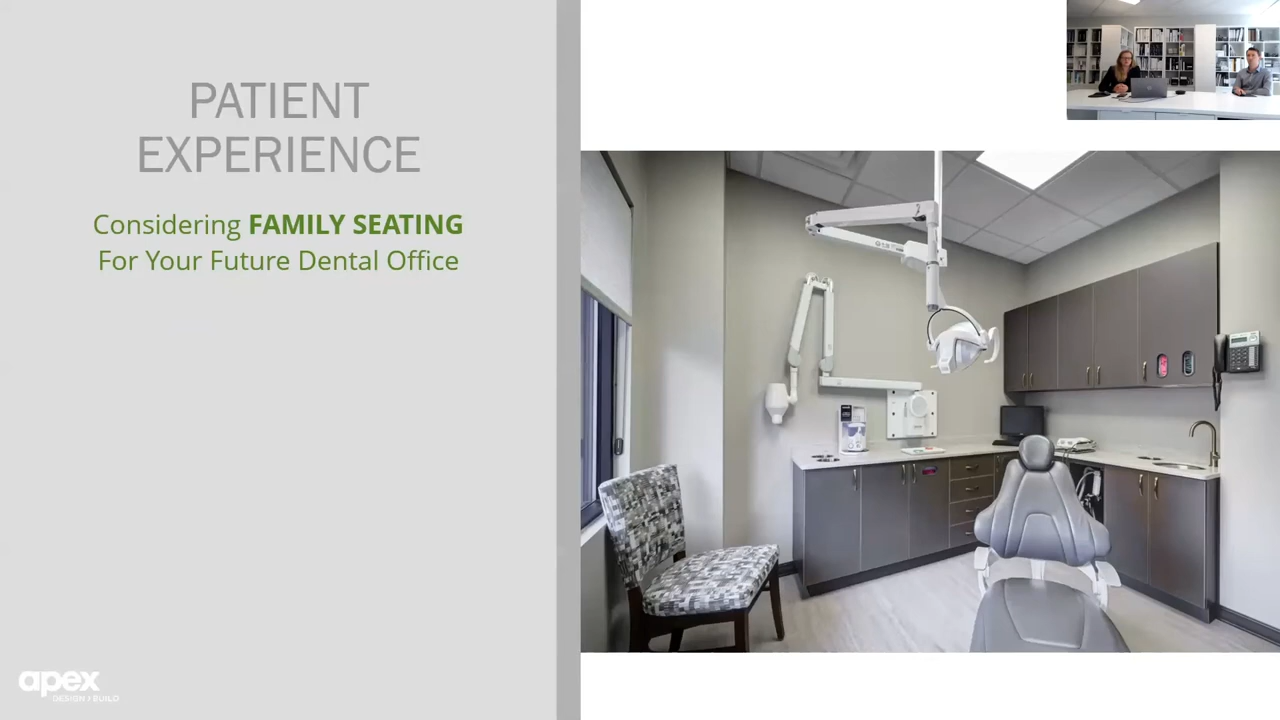 PATIENT
EXPERIENCE
Considering FAMILY SEATING
For Your Future Dental Office
apex
DESIGN / BUILD